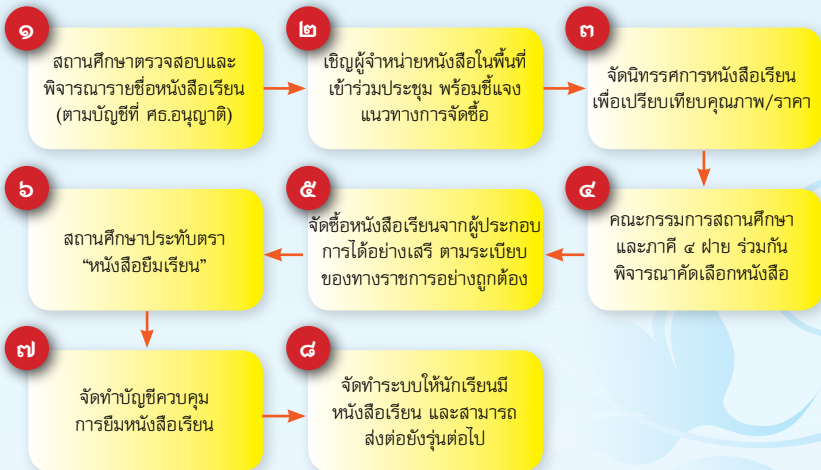 ๑
สถานศึกษาตรวจสอบและ
พิจารณารายชื่อหนังสือเรียน
(ตามบัญชีที่ ศธ.อนุญาติ)
๒
เชิญผู้จำหน่ายหนังสือในพื้นที่
เข้าร่วมประชุม พร้อมชี้แจง
แนวทางการจัดซื้อ
๓
จัดนิทรรศการหนังสือเรียน
เพื่อเปรียบเทียบคุณภาพ/ราคา
๔
คณะกรรมการสถานศึกษา
และภาคี ๔ ฝ่าย ร่วมกัน
พิจารณาคัดเลือกหนังสือ
๕
จัดซื้อหนังสือเรียนจากผู้ประกอบ
การได้อย่างเสรี ตามระเบียบ
ของทางราชการอย่างถูกต้อง
๖
สถานศึกษาประทับตรา
“หนังสือยืมเรียน”
๗
จัดทำบัญชีควบคุม
การยืมหนังสือเรียน
๘
จัดทำระบบให้นักเรียนมี
หนังสือเรียน และสามารถ
ส่งต่อยังรุ่นต่อไป